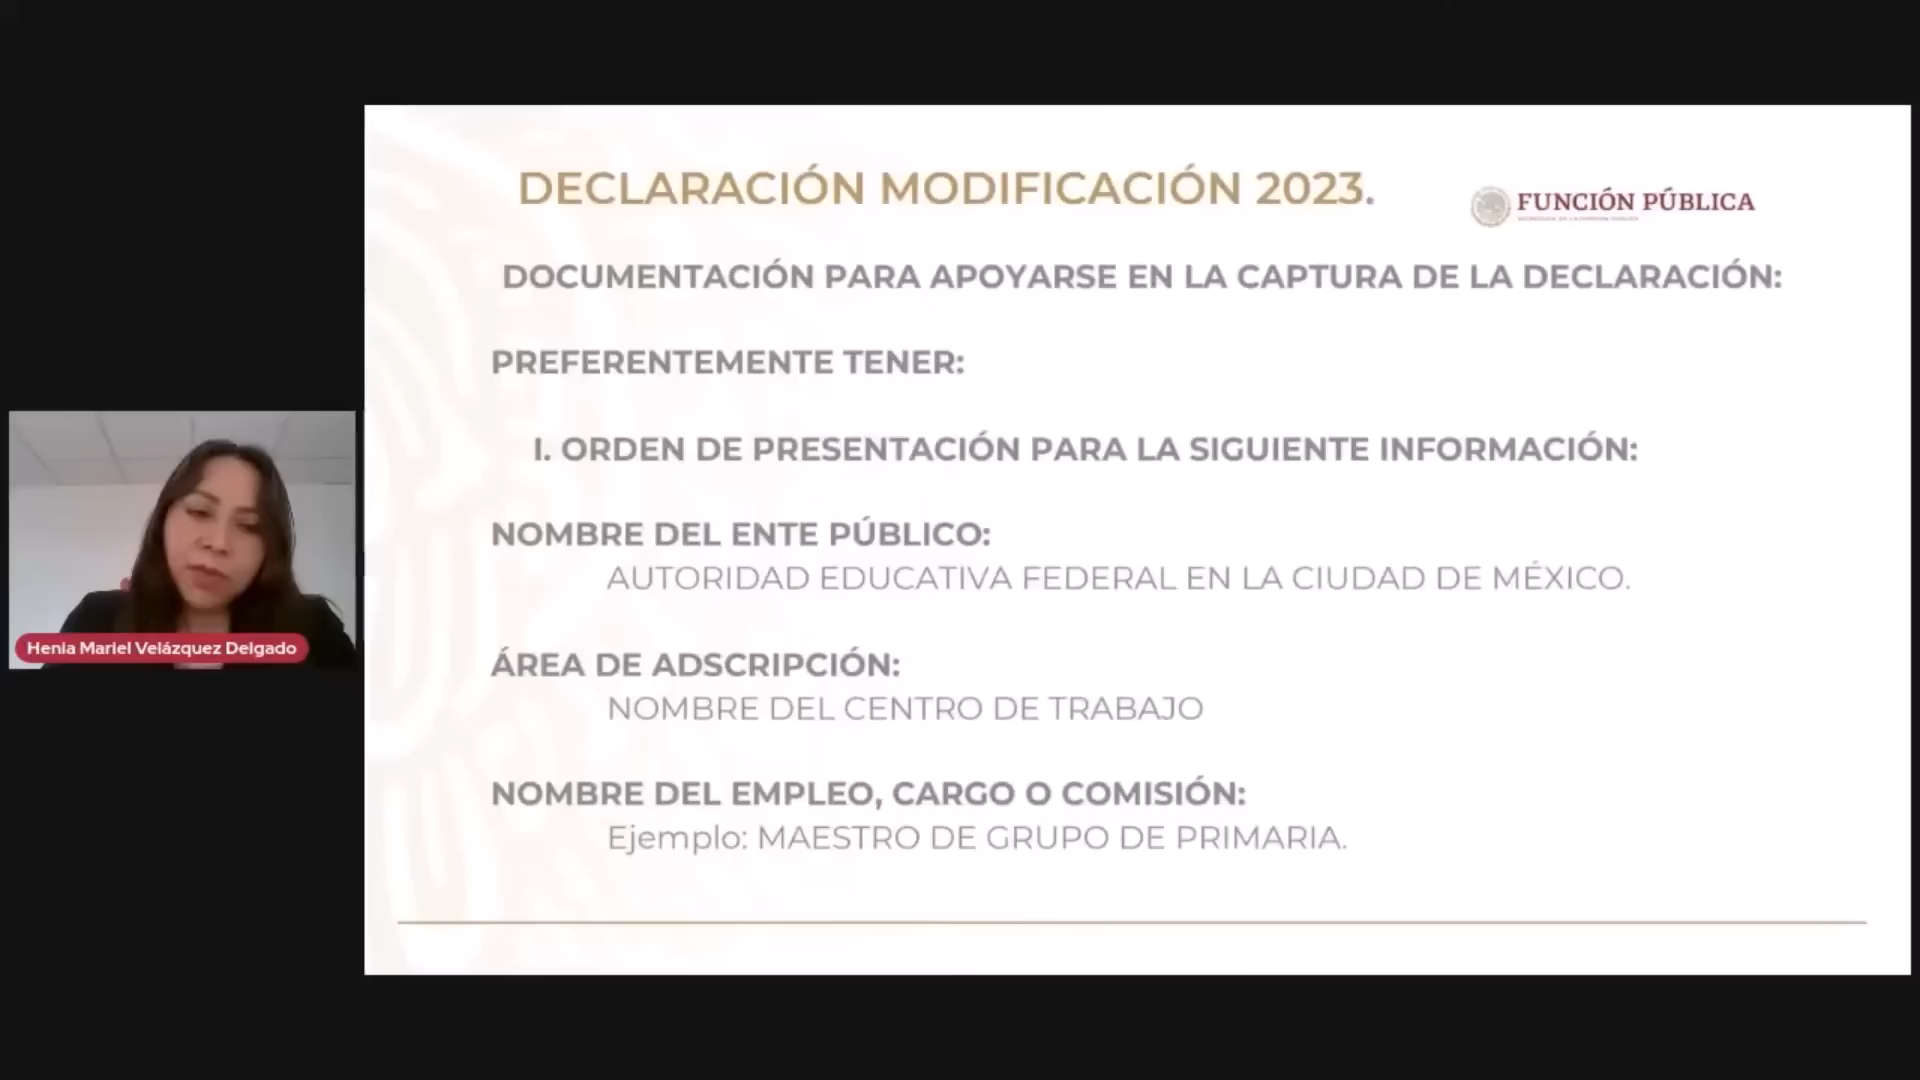 DECLARACIÓN MODIFICACIÓN 2023.
FUNCIÓN PÚBLICA
DOCUMENTACIÓN PARA APOYARSE EN LA CAPTURA DE LA DECLARACIÓN:
PREFERENTEMENTE TENER:
I. ORDEN DE PRESENTACIÓN PARA LA SIGUIENTE INFORMACIÓN:
NOMBRE DEL ENTE PÚBLICO:
AUTORIDAD EDUCATIVA FEDERAL EN LA CIUDAD DE MÉXICO.
ÁREA DE ADSCRIPCIÓN:
NOMBRE DEL CENTRO DE TRABAJO
NOMBRE DEL EMPLEO, CARGO O COMISIÓN:
Ejemplo: MAESTRO DE GRUPO DE PRIMARIA.
Henia Mariel Velázquez Delgado